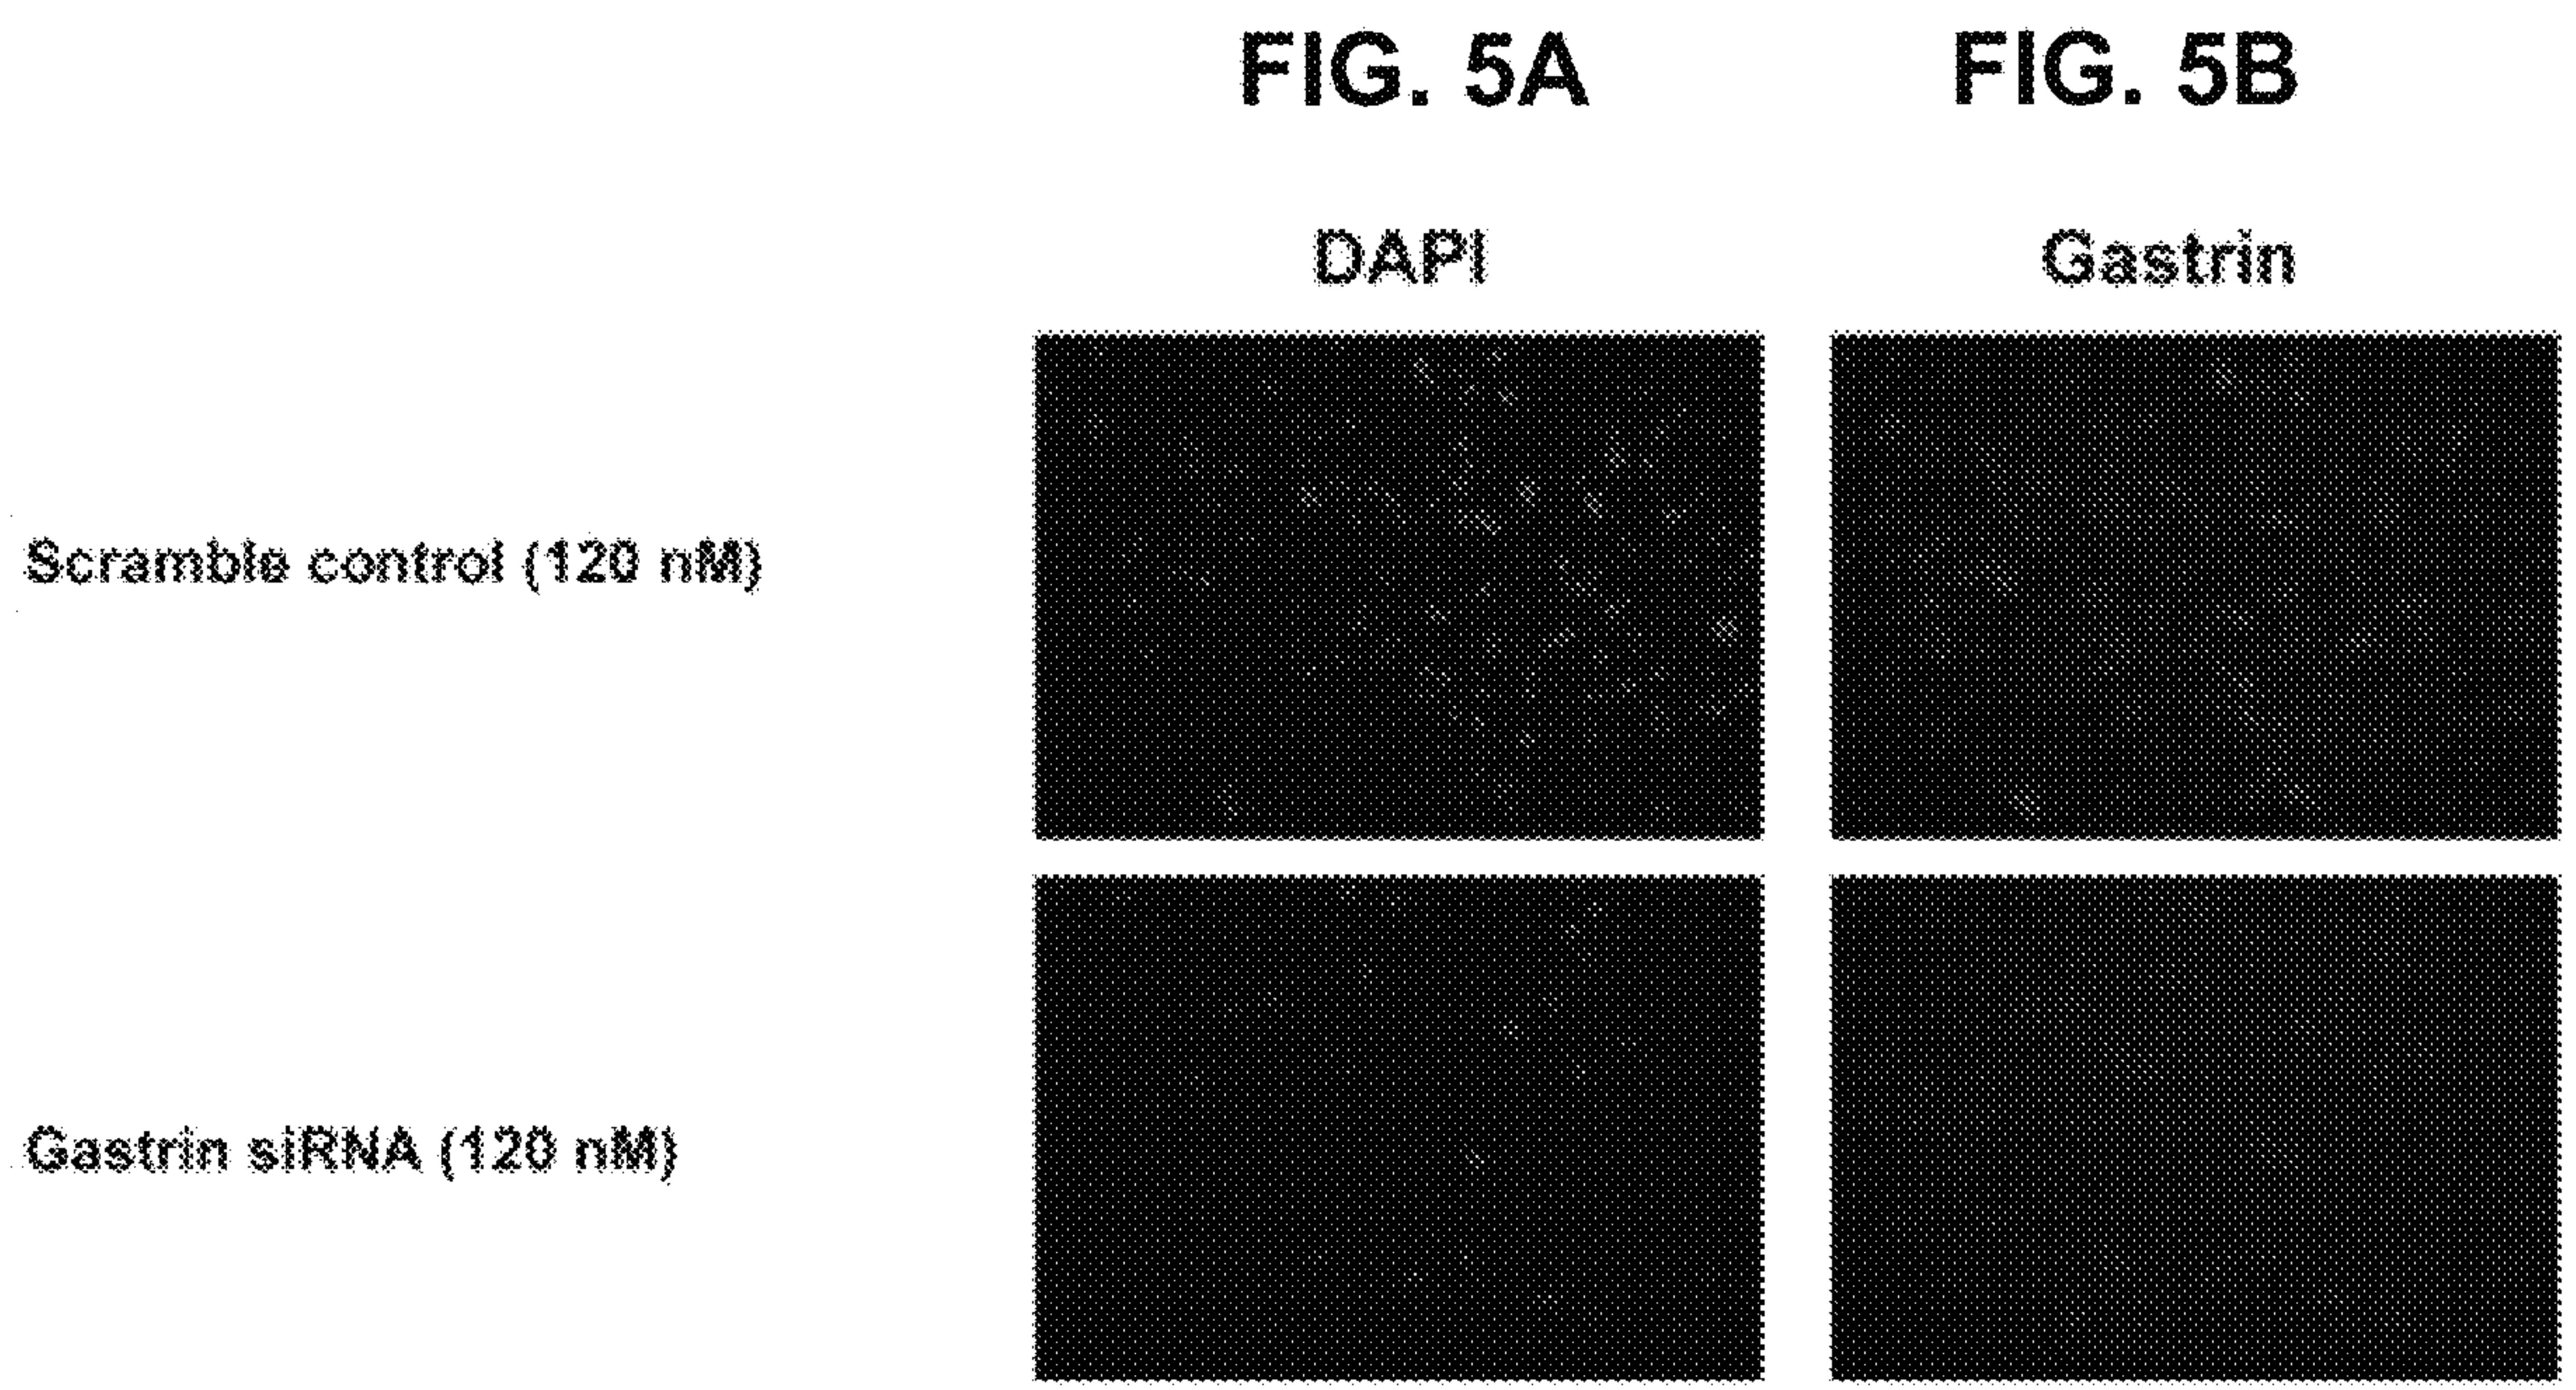 FIG. 5A FIG. 5B
DAPI Gastrin
Scramble control (120 nM)
Gastrin siRNA (120 nM)